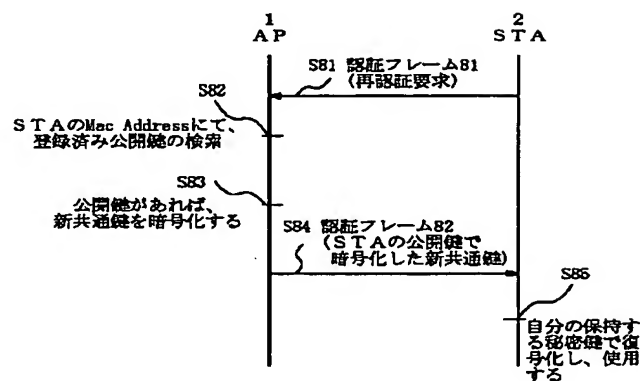 1
AP
2
STA
S81 認証フレーム81
(再認証要求)
S82
STAのMac Addressにて、
登録済み公開鍵の検索
S83
公開鍵があれば、
新共通鍵を暗号化する
S84 認証フレーム82
(STAの公開鍵で
暗号化した新共通鍵)
S85
自分の保持す
る秘密鍵で復
号化し、使用
する